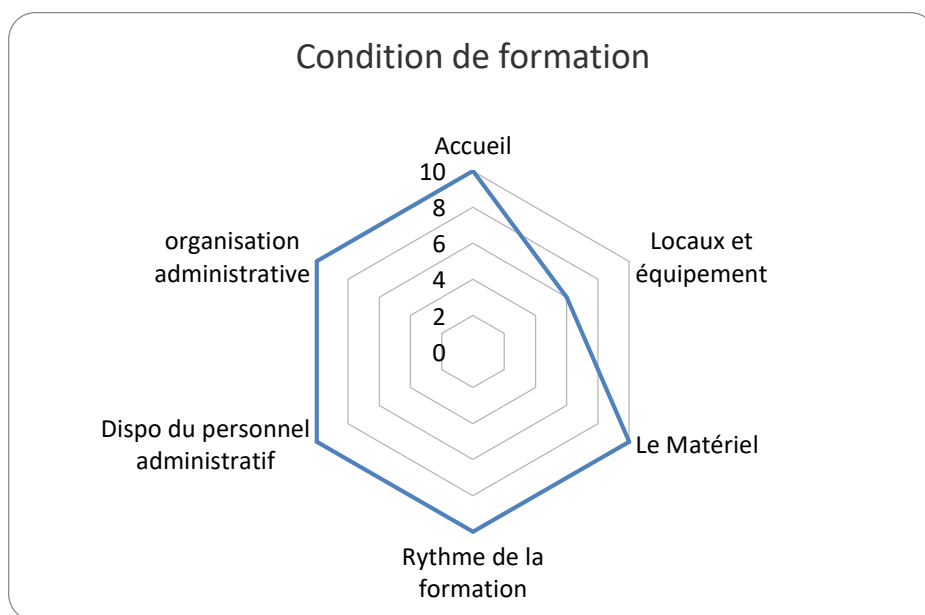 Condition de formation
Accueil
10
8
6
4
2
0
Locaux et
équipement
Le Matériel
Rythme de la
formation
Dispo du personnel
administratif
organisation
administrative